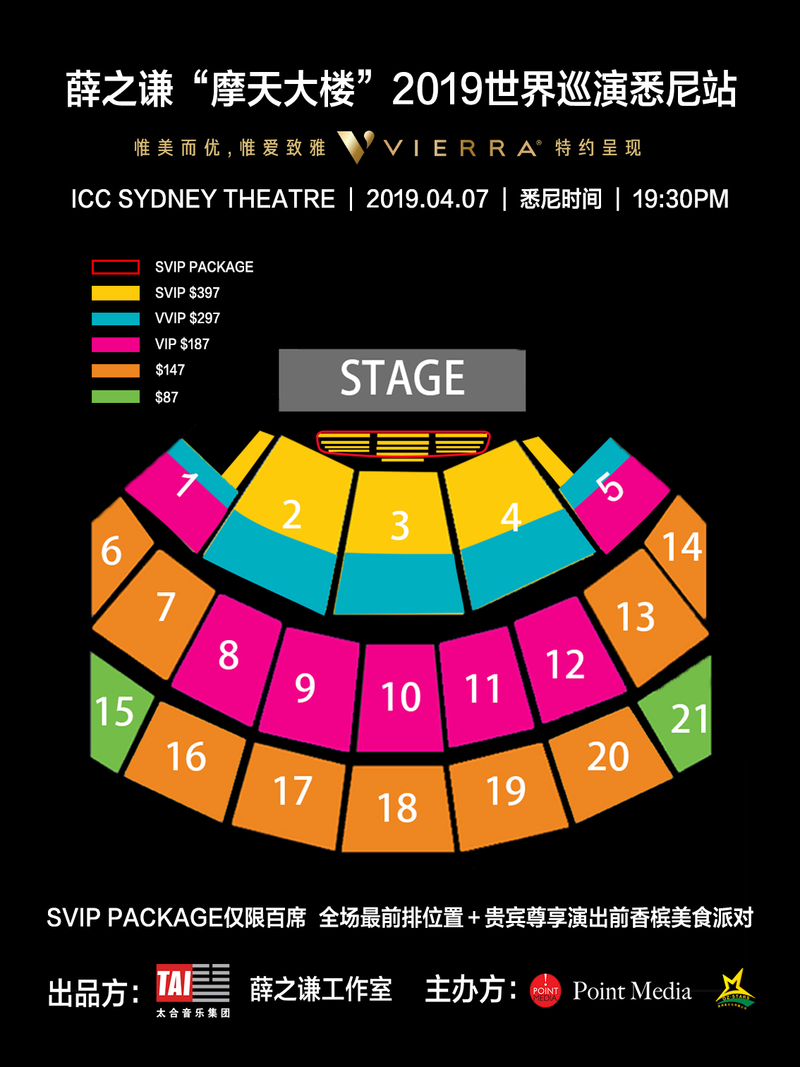 薛之谦“摩天大楼”2019世界巡演悉尼站
惟美而优,惟爱致雅 VIERRA® 特约呈现
ICC SYDNEY THEATRE | 2019.04.07 | 悉尼时间 | 19:30PM
SVIP PACKAGE
SVIP $397
VVIP $297
VIP $187
$147
$87
STAGE
1
2
3
4
5
6
7
8
9
10
11
12
13
14
15
16
17
18
19
20
21
SVIP PACKAGE仅限百席 全场最前排位置+贵宾尊享演出前香槟美食派对
出品方: TAI 太合音乐集团 薛之谦工作室 主办方: POINT MEDIA Point Media